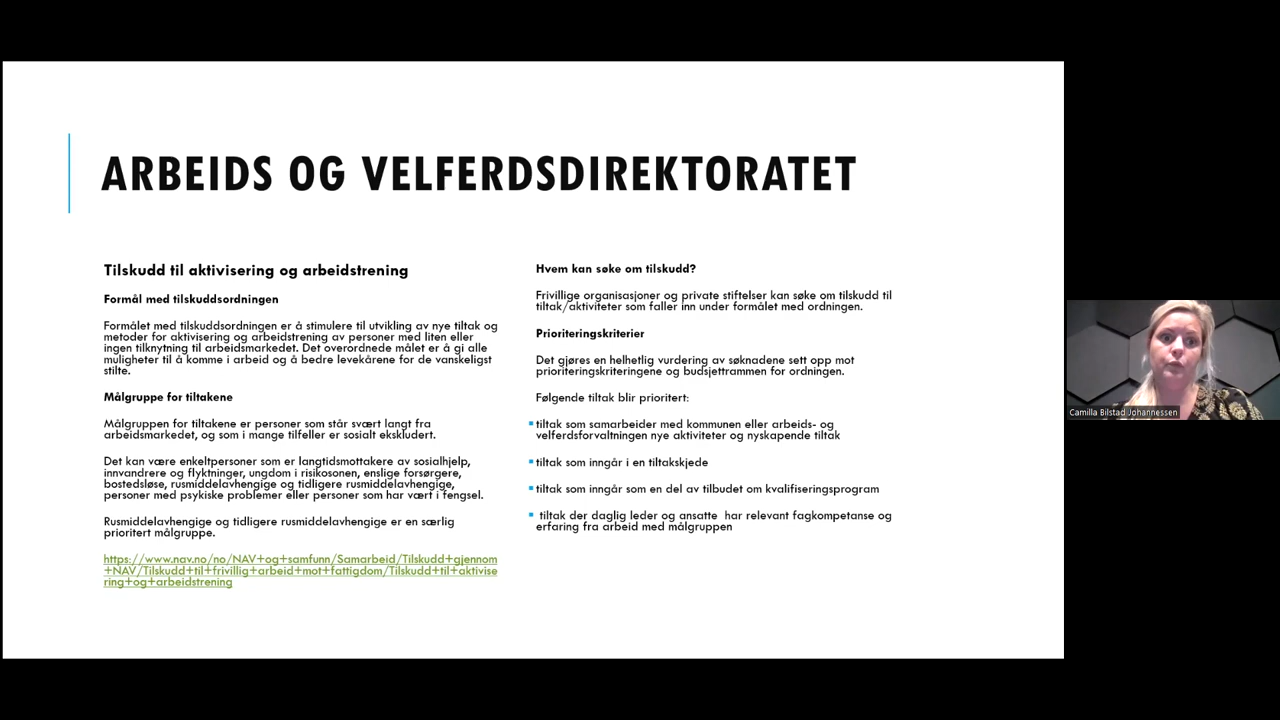 ARBEIDS OG VELFERDSDIREKTORATET
Tilskudd til aktivisering og arbeidstrening
Formål med tilskuddsordningen
Formålet med tilskuddsordningen er å stimulere til utvikling av nye tiltak og
metoder for aktivisering og arbeidstrening av personer med liten eller
ingen tilknytning til arbeidsmarkedet. Det overordnede målet er å gi alle
muligheter til å komme i arbeid og å bedre levekårene for de vanskeligst
stilte.
Målgruppe for tiltakene
Målgruppen for tiltakene er personer som står svært langt fra
arbeidsmarkedet, og som i mange tilfeller er sosialt ekskludert.
Det kan være enkeltpersoner som er langtidsmottakere av sosialhjelp,
innvandrere og flyktninger, ungdom i risikosonen, enslige forsørgere,
bostedsløse, rusmiddelavhengige og tidligere rusmiddelavhengige,
personer med psykiske problemer eller personer som har vært i fengsel.
Rusmiddelavhengige og tidligere rusmiddelavhengige er en særlig
prioritert målgruppe.
https://www.nav.no/no/NAV+og+samfunn/Samarbeid/Tilskudd+gjennom
+NAV/Tilskudd+til+frivillig+arbeid+mot+fattigdom/Tilskudd+til+aktivise
ring+og+arbeidstrening
Hvem kan søke om tilskudd?
Frivillige organisasjoner og private stiftelser kan søke om tilskudd til
tiltak/aktiviteter som faller inn under formålet med ordningen.
Prioriteringskriterier
Det gjøres en helhetlig vurdering av søknadene sett opp mot
prioriteringskriteringene og budsjettrammen for ordningen.
Følgende tiltak blir prioritert:
tiltak som samarbeider med kommunen eller arbeids- og
velferdsforvaltningen nye aktiviteter og nyskapende tiltak
tiltak som inngår i en tiltakskjede
tiltak som inngår som en del av tilbudet om kvalifiseringsprogram
tiltak der daglig leder og ansatte har relevant fagkompetanse og
erfaring fra arbeid med målgruppen
Camilla Bilstad Johannessen